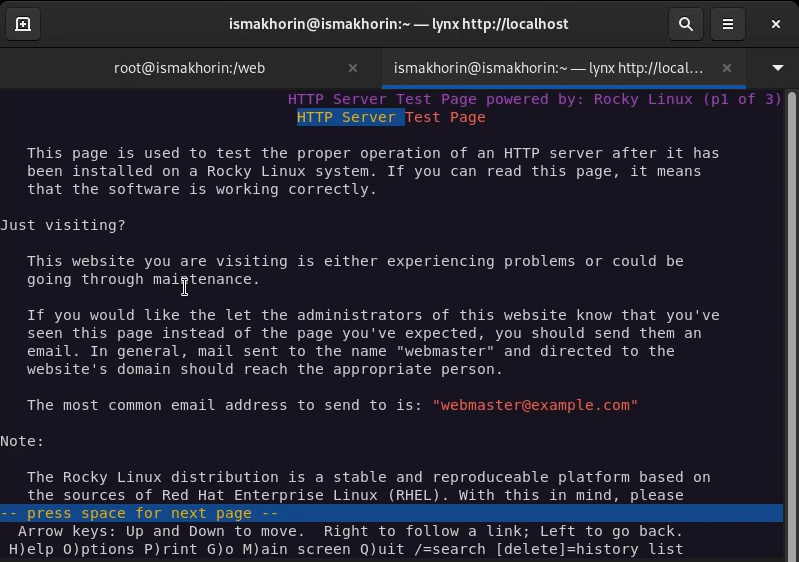 ismakhorin@ismakhorin:~ — lynx http://localhost
root@ismakhorin:/web
ismakhorin@ismakhorin:~ — lynx http://local…
HTTP Server Test Page powered by: Rocky Linux (p1 of 3)
HTTP Server Test Page
This page is used to test the proper operation of an HTTP server after it has
been installed on a Rocky Linux system. If you can read this page, it means
that the software is working correctly.
Just visiting?
This website you are visiting is either experiencing problems or could be
going through maintenance.
If you would like the let the administrators of this website know that you've
seen this page instead of the page you've expected, you should send them an
email. In general, mail sent to the name "webmaster" and directed to the
website's domain should reach the appropriate person.
The most common email address to send to is: "webmaster@example.com"
Note:
The Rocky Linux distribution is a stable and reproduceable platform based on
the sources of Red Hat Enterprise Linux (RHEL). With this in mind, please
-- press space for next page --
Arrow keys: Up and Down to move.  Right to follow a link; Left to go back.
H)elp O)ptions P)rint G)o M)ain screen Q)uit /=search [delete]=history list